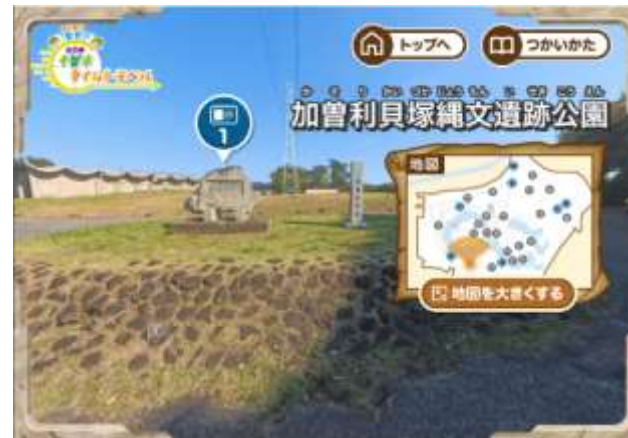 トップへ
つかいかた
か そ り かい づか じょう もん い せき こう えん
加曽利貝塚縄文遺跡公園
1
地図
地図を大きくする